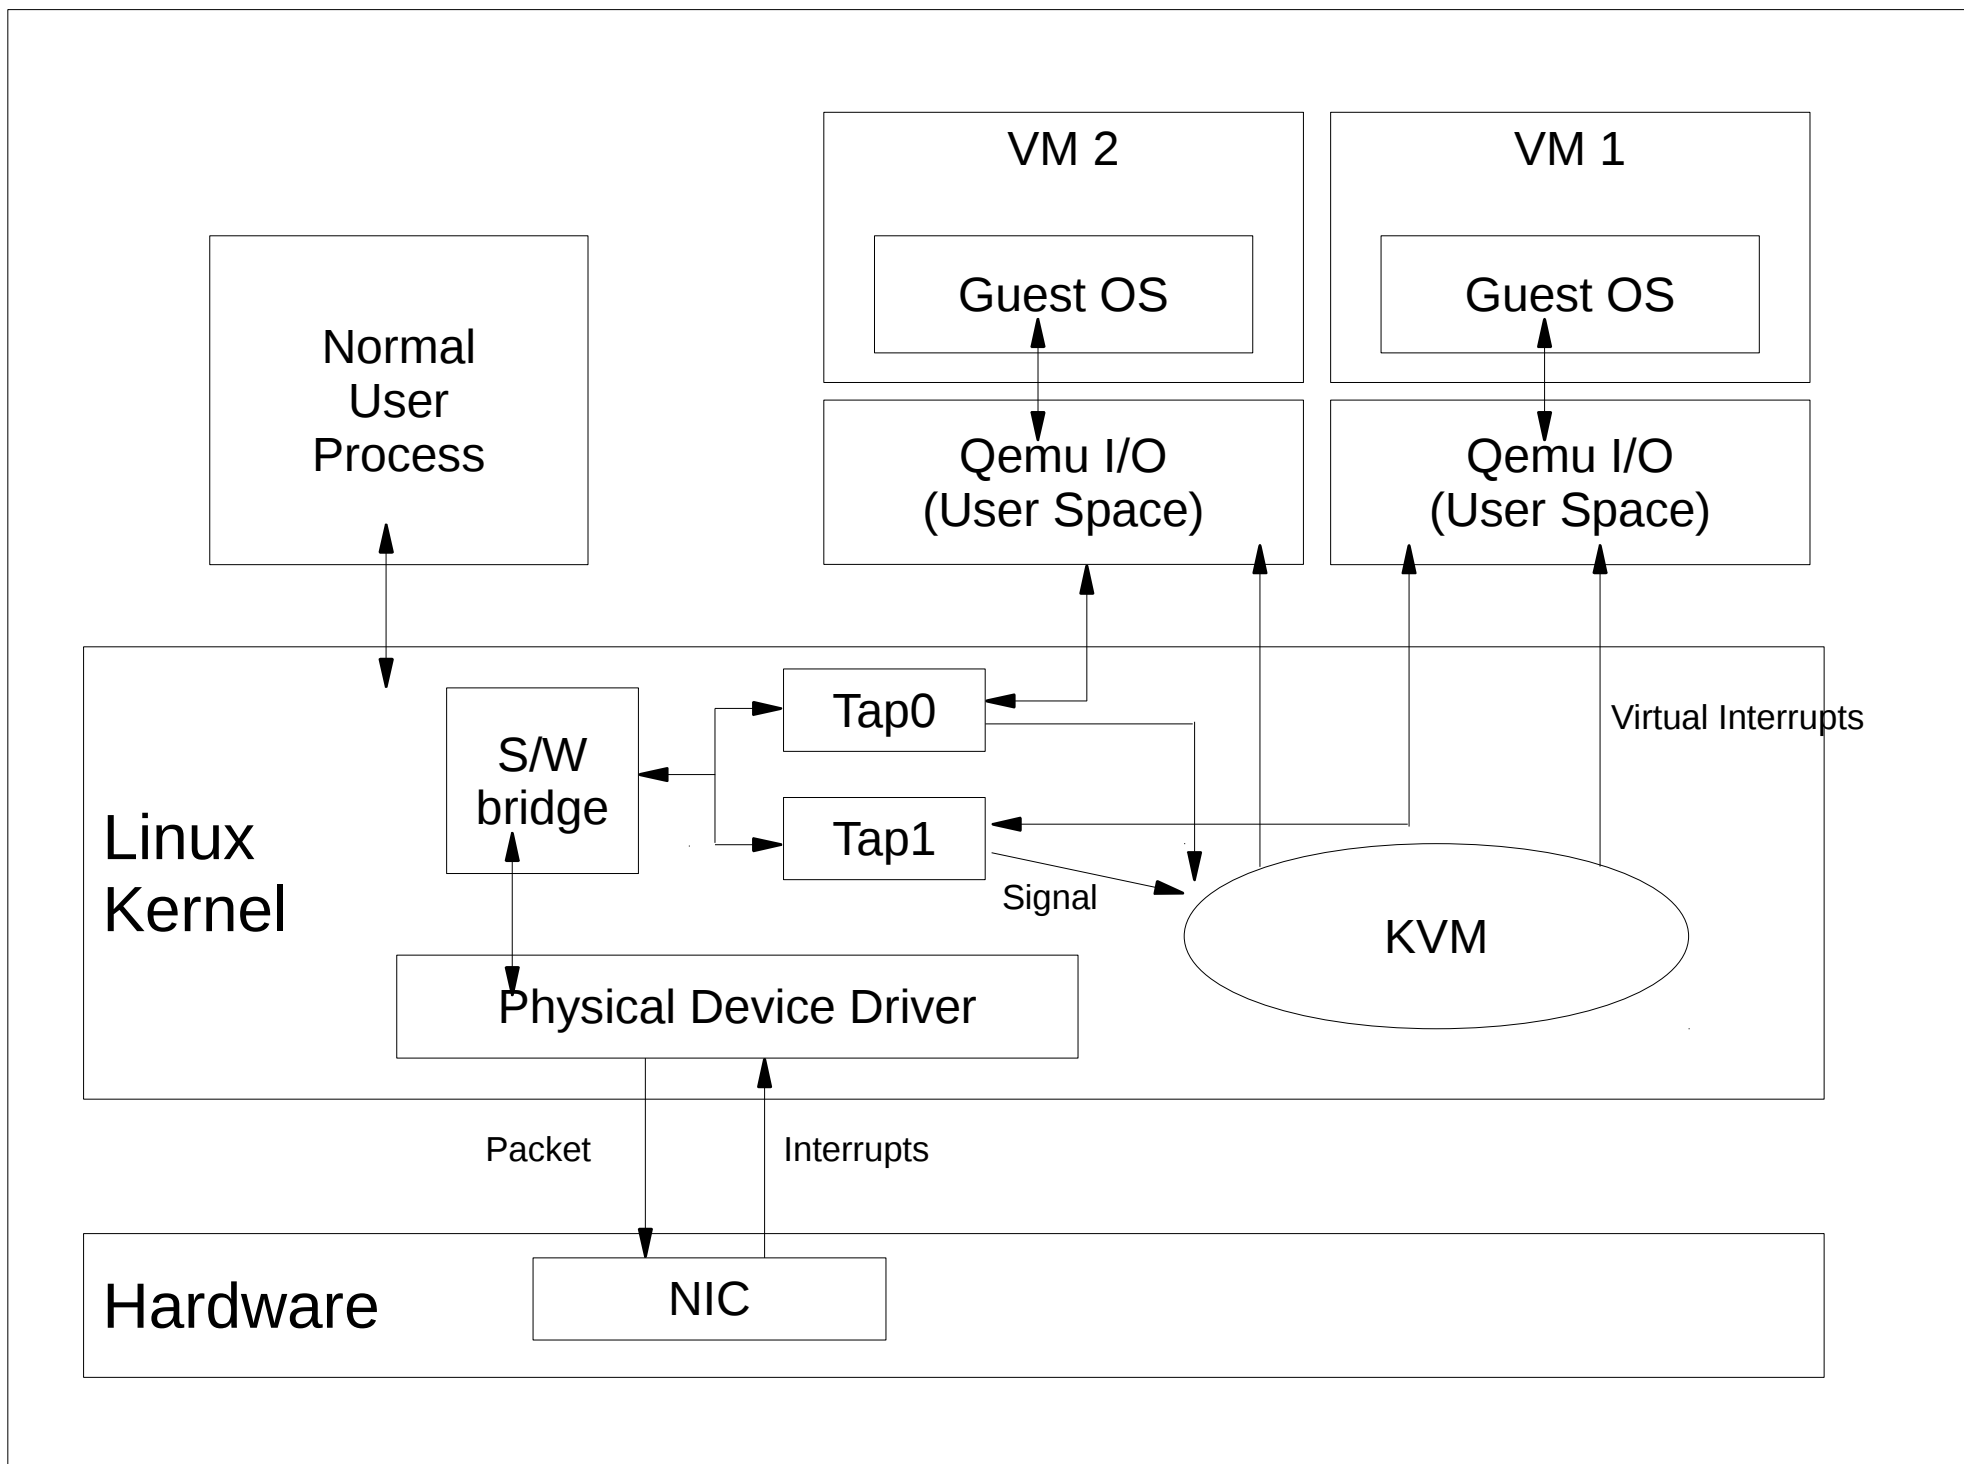 VM 2
VM 1
Guest OS
Guest OS
Normal
User
Process
Qemu I/O
(User Space)
Qemu I/O
(User Space)
Tap0
Virtual Interrupts
S/W
bridge
Tap1
Linux
Kernel
Signal
KVM
Physical Device Driver
Packet
Interrupts
Hardware
NIC